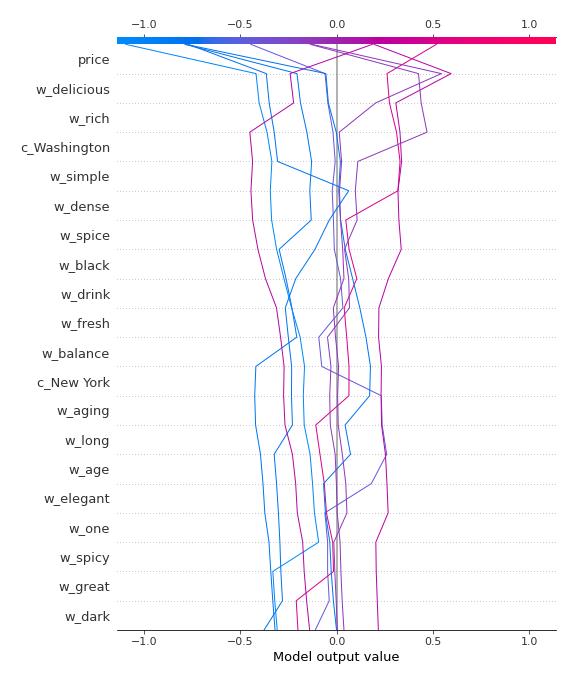 −1.0 −0.5 0.0 0.5 1.0
price
w_delicious
w_rich
c_Washington
w_simple
w_dense
w_spice
w_black
w_drink
w_fresh
w_balance
c_New York
w_aging
w_long
w_age
w_elegant
w_one
w_spicy
w_great
w_dark
−1.0 −0.5 0.0 0.5 1.0
Model output value